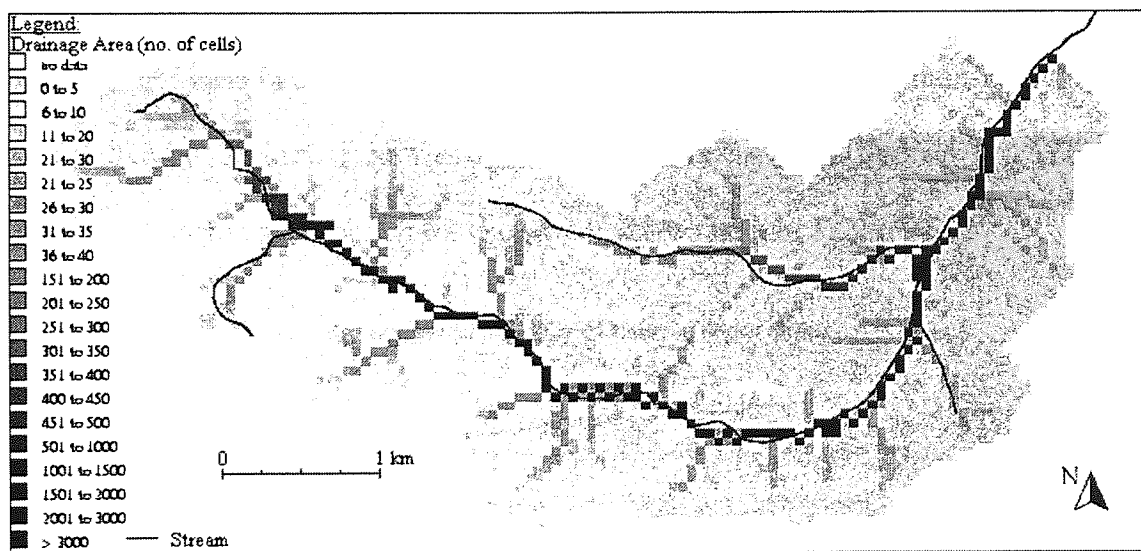 Legend:
Drainage Area (no. of cells)
no data
0 to 5
6 to 10
11 to 20
21 to 30
21 to 25
26 to 30
31 to 35
36 to 40
151 to 200
201 to 250
251 to 300
301 to 350
351 to 400
400 to 450
451 to 500
501 to 1000
1001 to 1500
1501 to 2000
2001 to 3000
> 3000 Stream
0 1 km
N